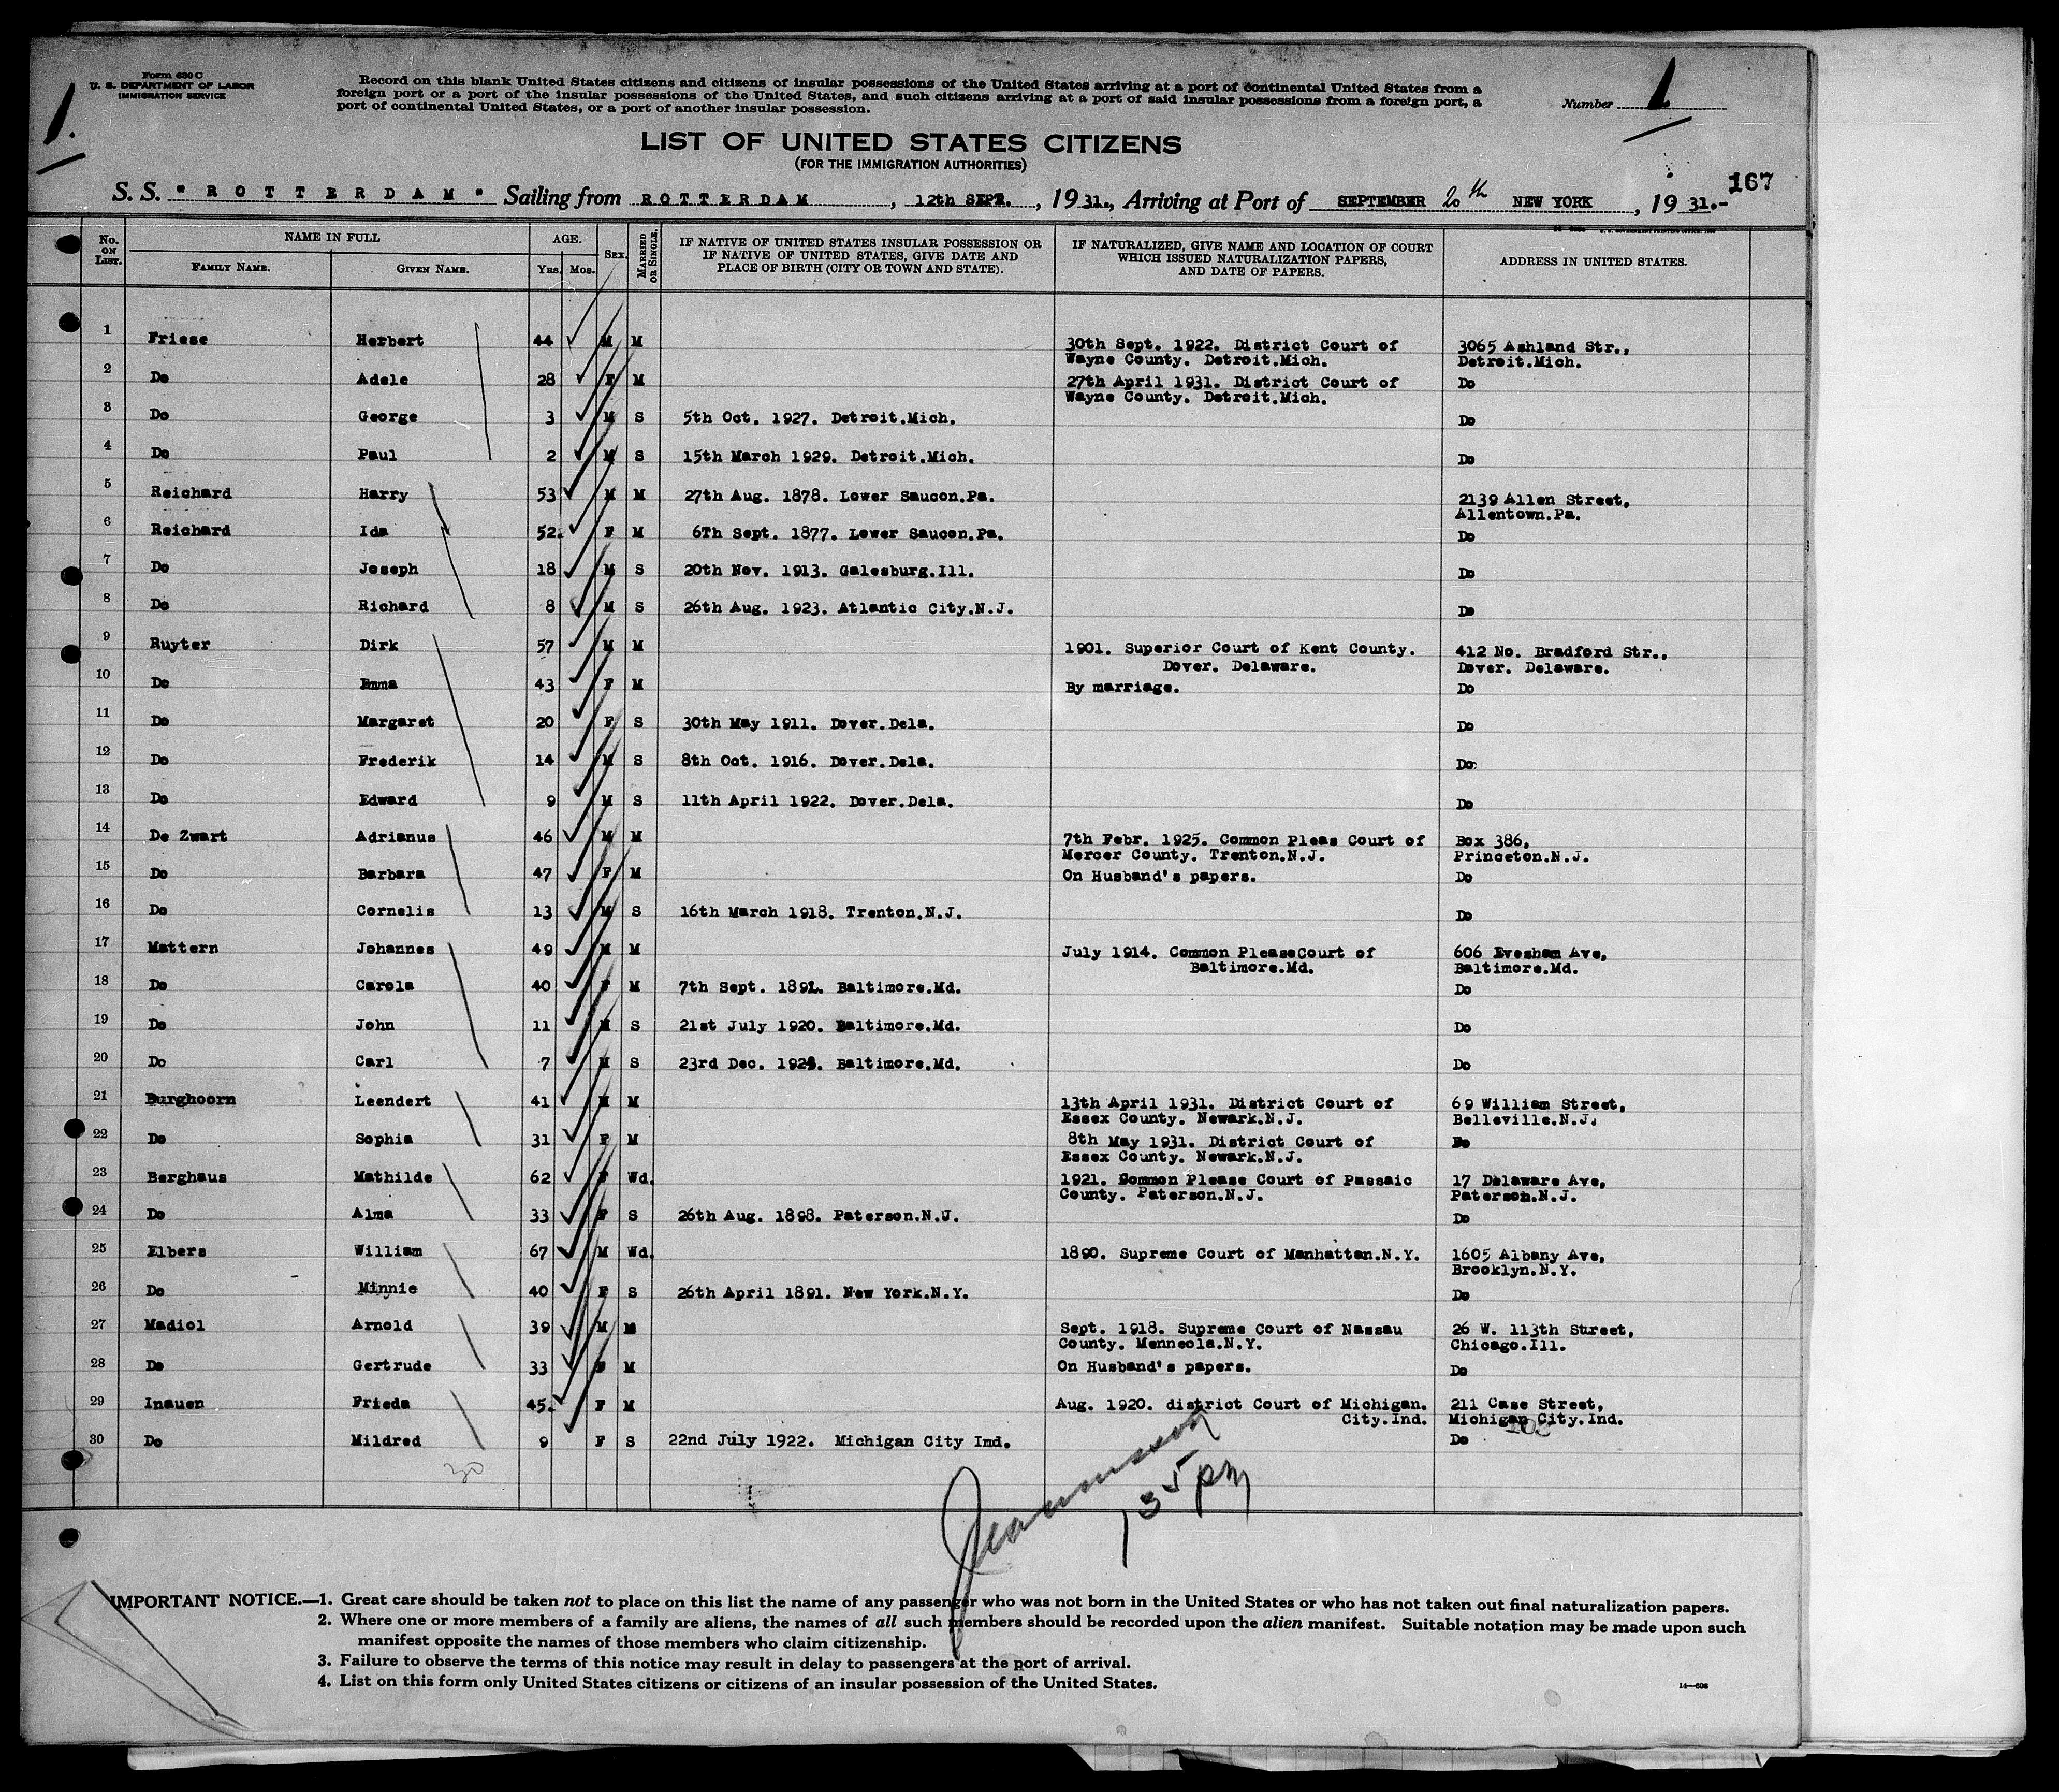 Form 630 C
U. S. DEPARTMENT OF LABOR
IMMIGRATION SERVICE
1.
Record on this blank United States citizens and citizens of insular possessions of the United States arriving at a port of continental United States from a
foreign port or a port of the insular possessions of the United States, and such citizens arriving at a port of said insular possessions from a foreign port, a
port of continental United States, or a port of another insular possession.
Number 1
LIST OF UNITED STATES CITIZENS
(FOR THE IMMIGRATION AUTHORITIES)
167
S. S. "ROTTERDAM" Sailing from ROTTERDAM, 12th SEPT., 1931., Arriving at Port of SEPTEMBER 20th NEW YORK, 1931.-
No. ON LIST. NAME IN FULL AGE. SEX. MARRIED OR SINGLE. IF NATIVE OF UNITED STATES INSULAR POSSESSION OR IF NATIVE OF UNITED STATES, GIVE DATE AND PLACE OF BIRTH (CITY OR TOWN AND STATE). IF NATURALIZED, GIVE NAME AND LOCATION OF COURT WHICH ISSUED NATURALIZATION PAPERS, AND DATE OF PAPERS. ADDRESS IN UNITED STATES.
FAMILY NAME. GIVEN NAME. YRS. MOS.
1 Friese Herbert 44 M M 30th Sept. 1922. District Court of 3065 Ashland Str.,
Wayne County. Detroit.Mich. Detroit.Mich.
2 Do Adele 28 F M 27th April 1931. District Court of Do
Wayne County. Detroit.Mich.
3 Do George 3 M S 5th Oct. 1927. Detroit.Mich. Do
4 Do Paul 2 M S 15th March 1929. Detroit.Mich. Do
5 Reichard Harry 53 M M 27th Aug. 1878. Lower Saucon.Pa. 2139 Allen Street,
Allentown.Pa.
6 Reichard Ida 52. F M 6Th Sept. 1877. Lower Saucon.Pa. Do
7 Do Joseph 18 M S 20th Nov. 1913. Galesburg.Ill. Do
8 Do Richard 8 M S 26th Aug. 1923. Atlantic City.N.J. Do
9 Ruyter Dirk 57 M M 1901. Superior Court of Kent County. 412 No. Bradford Str.,
Dover. Delaware. Dover. Delaware.
10 Do Emma 43 F M By marriage. Do
11 Do Margaret 20 F S 30th May 1911. Dover.Dela. Do
12 Do Frederik 14 M S 8th Oct. 1916. Dover.Dela. Do
13 Do Edward 9 M S 11th April 1922. Dover.Dela. Do
14 De Zwart Adrianus 46 M M 7th Febr. 1925. Common Pleas Court of Box 386,
Mercer County. Trenton.N.J. Princeton.N.J.
15 Do Barbara 47 F M On Husband's papers. Do
16 Do Cornelis 13 M S 16th March 1918. Trenton.N.J. Do
17 Mattern Johannes 49 M M July 1914. Common PleaseCourt of 606 Evesham Ave,
Baltimore.Md. Baltimore.Md.
18 Do Carola 40 F M 7th Sept. 1891. Baltimore.Md. Do
19 Do John 11 M S 21st July 1920. Baltimore.Md. Do
20 Do Carl 7 M S 23rd Dec. 1924. Baltimore.Md. Do
21 Burghoorn Leendert 41 M M 13th April 1931. District Court of 69 William Street,
Essex County. Newark.N.J. Belleville.N.J.
22 Do Sophia 31 F M 8th May 1931. District Court of Do
Essex County. Newark.N.J.
23 Berghaus Mathilde 62 F Wd. 1921. Common Please Court of Passaic 17 Delaware Ave,
County. Paterson.N.J. Paterson.N.J.
24 Do Alma 33 F S 26th Aug. 1898. Paterson.N.J. Do
25 Elbers William 67 M Wd. 1890. Supreme Court of Manhattan.N.Y. 1605 Albany Ave,
Brooklyn.N.Y.
26 Do Minnie 40 F S 26th April 1891. New York.N.Y. Do
27 Madiol Arnold 39 M M Sept. 1918. Supreme Court of Nassau 26 W. 113th Street,
County. Menneola.N.Y. Chicago.Ill.
28 Do Gertrude 33 F M On Husband's papers. Do
29 Inauen Frieda 45. F M Aug. 1920. district Court of Michigan. 211 Case Street,
City.Ind. Michigan City.Ind.
30 Do Mildred 9 F S 22nd July 1922. Michigan City Ind. Do
30
135 pm
IMPORTANT NOTICE.—1. Great care should be taken not to place on this list the name of any passenger who was not born in the United States or who has not taken out final naturalization papers.
2. Where one or more members of a family are aliens, the names of all such members should be recorded upon the alien manifest. Suitable notation may be made upon such
manifest opposite the names of those members who claim citizenship.
3. Failure to observe the terms of this notice may result in delay to passengers at the port of arrival.
4. List on this form only United States citizens or citizens of an insular possession of the United States.